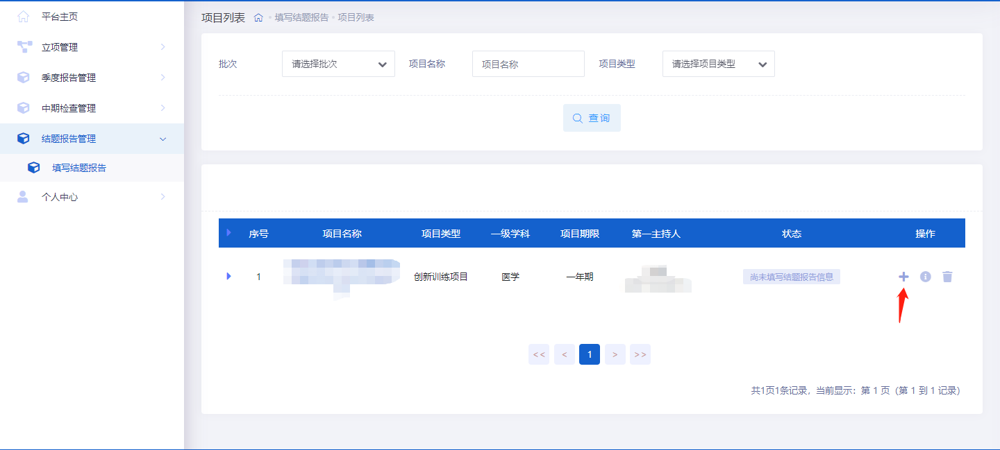 平台主页
立项管理
季度报告管理
中期检查管理
结题报告管理
填写结题报告
个人中心
项目列表 填写结题报告 项目列表
批次 请选择批次 项目名称 项目名称 项目类型 请选择项目类型
查询
序号 项目名称 项目类型 一级学科 项目期限 第一主持人 状态 操作
1 创新训练项目 医学 一年期 尚未填写结题报告信息
<< < 1 > >>
共1页1条记录，当前显示：第 1 页（第 1 到 1 记录）